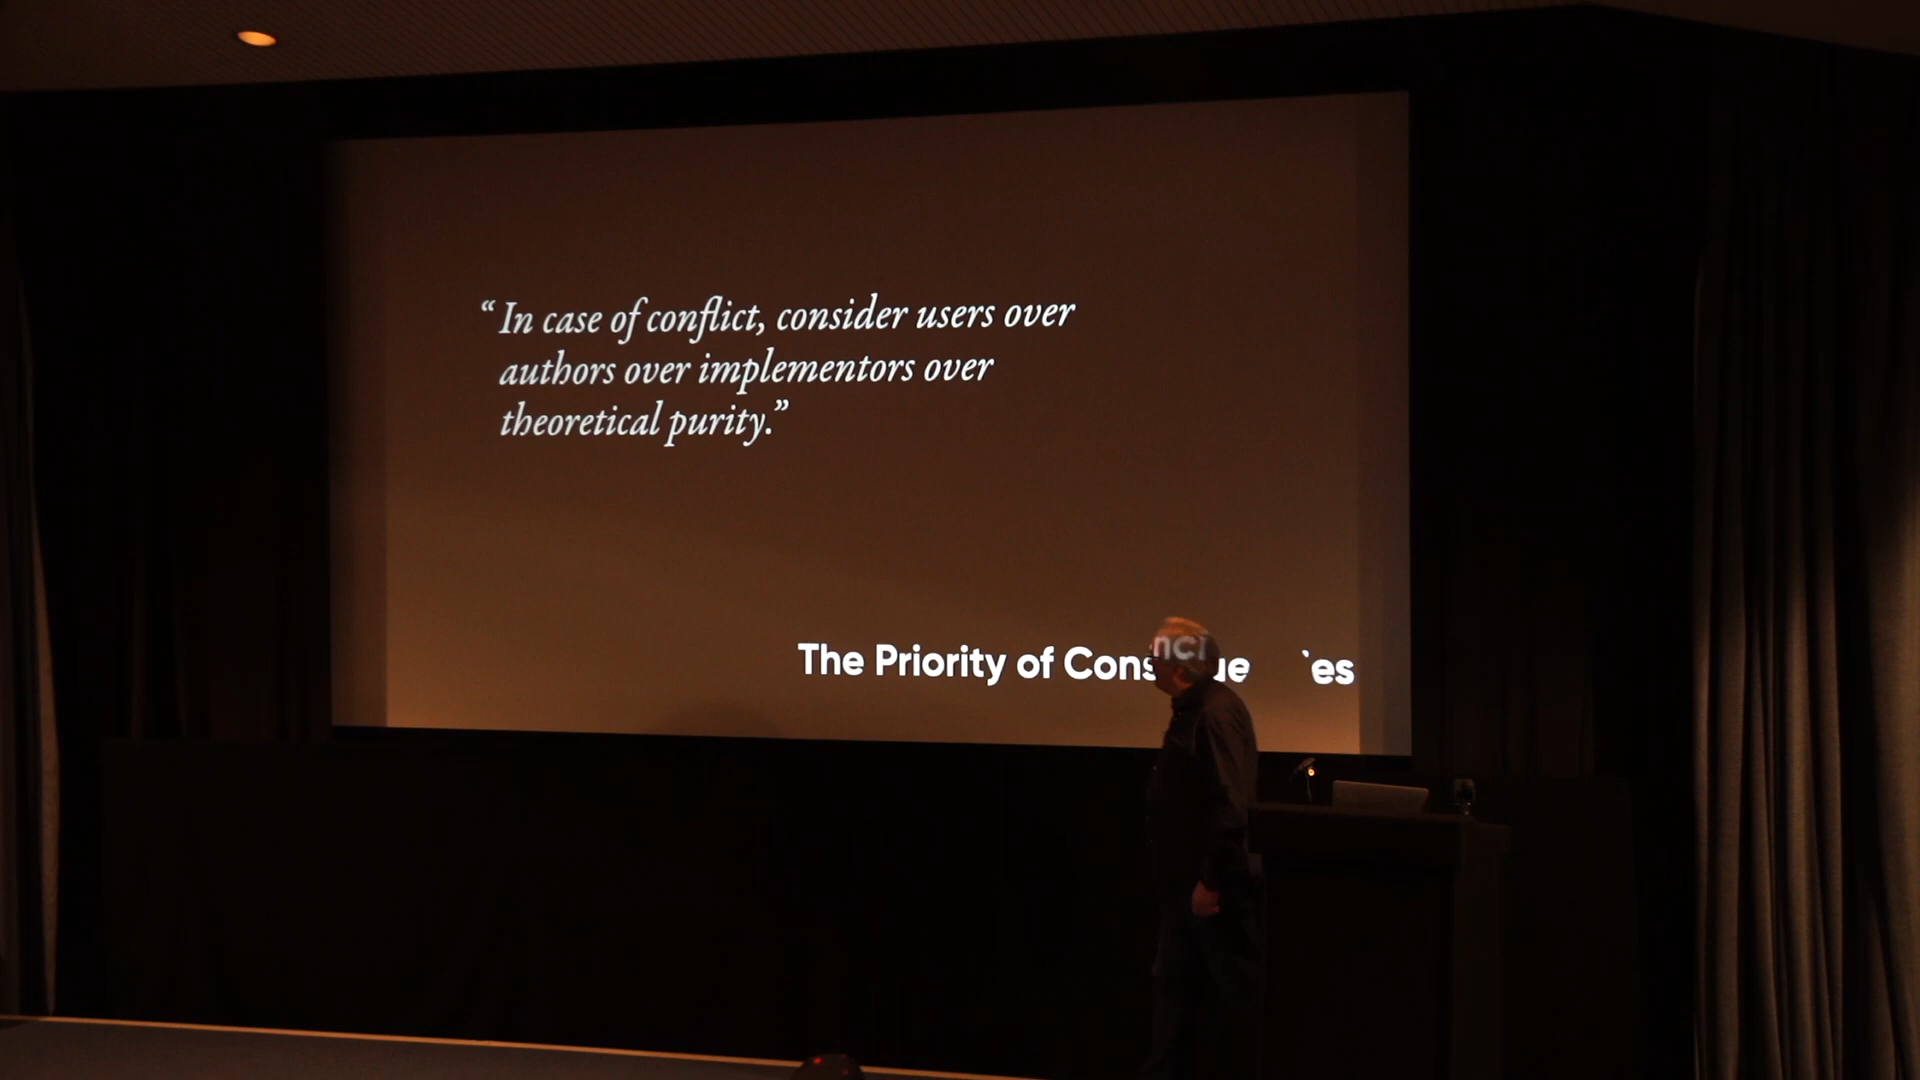 “In case of conflict, consider users over
authors over implementors over
theoretical purity.”
The Priority of